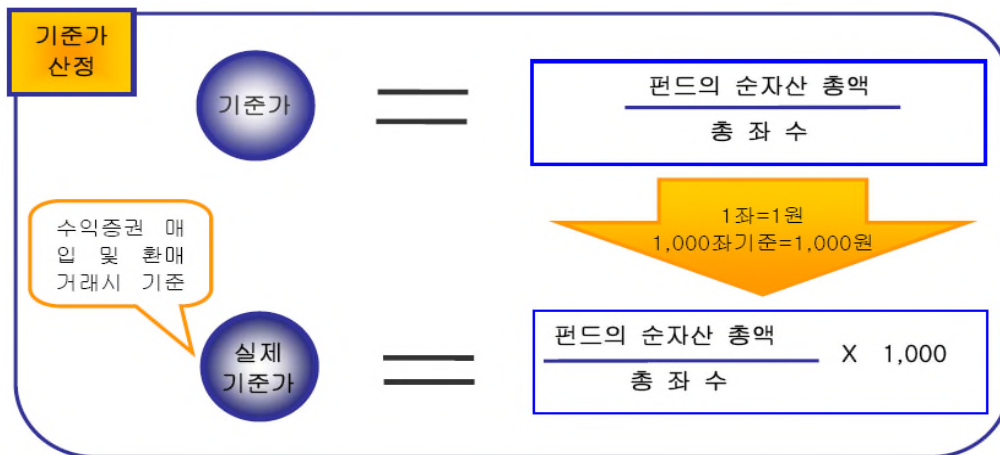 기준가
산정
기준가
펀드의 순자산 총액
총 좌 수
1좌=1원
1,000좌기준=1,000원
수익증권 매
입 및 환매
거래시 기준
실제
기준가
펀드의 순자산 총액
총 좌 수
X 1,000